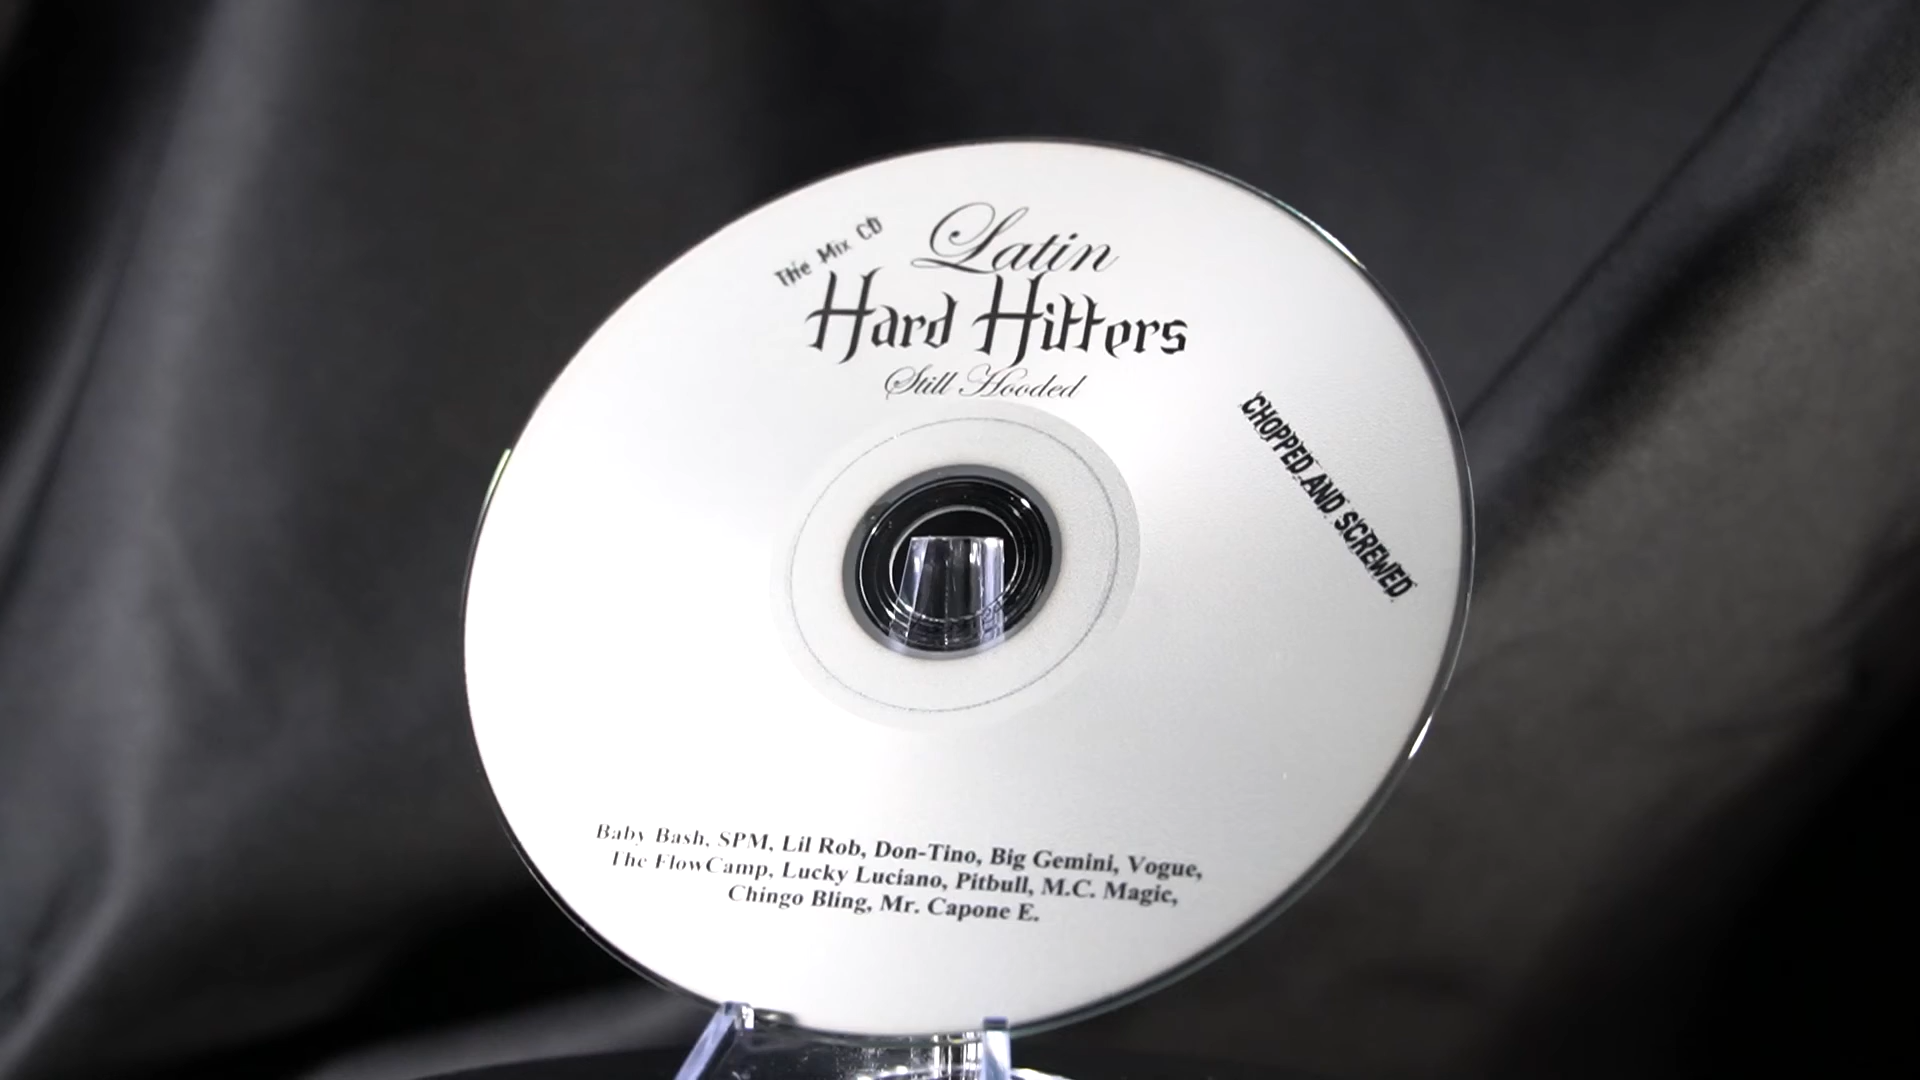 The Mix CD
Latin
Hard Hitters
Still Hooded
CHOPPED AND SCREWED
Baby Bash, SPM, Lil Rob, Don-Tino, Big Gemini, Vogue,
The FlowCamp, Lucky Luciano, Pitbull, M.C. Magic,
Chingo Bling, Mr. Capone E.